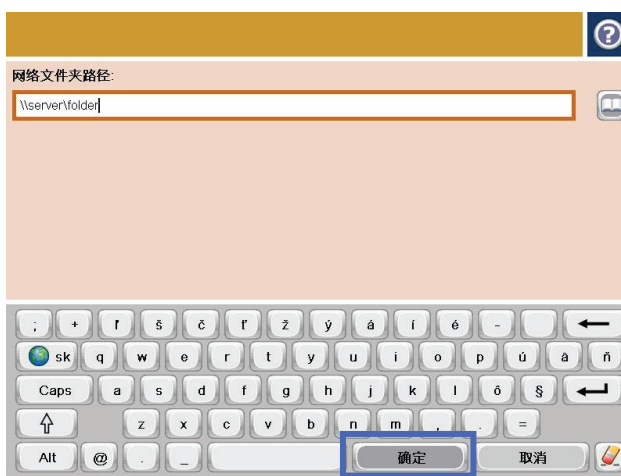 ?
网络文件夹路径:
\\server\folder
; + ŕ š č ľ ž ý á í é -
sk q w e r t y u i o p ú ä ň
Caps a s d f g h j k l ô §
z x c v b n m , . =
Alt @ . _ 确定 取消